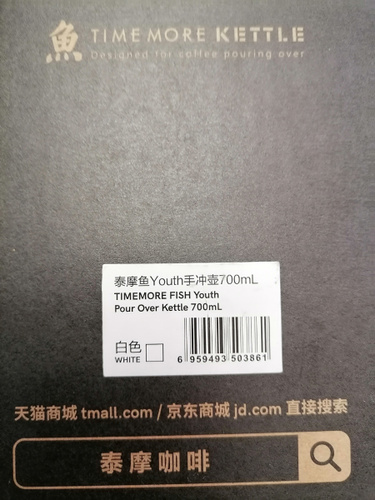 魚 TIMEMORE KETTLE
Designed for coffee pouring over
泰摩鱼Youth手冲壶700mL
TIMEMORE FISH Youth
Pour Over Kettle 700mL
白色
WHITE
6 959493 503861
天猫商城 tmall.com / 京东商城 jd.com 直接搜索
泰摩咖啡